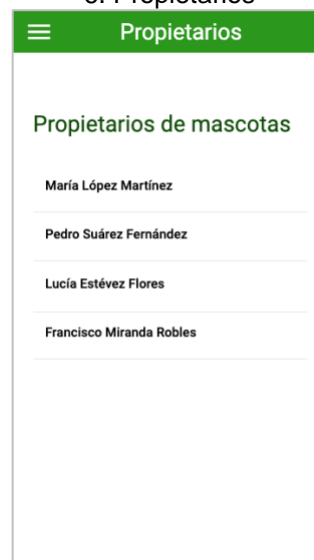 Propietarios
Propietarios de mascotas
María López Martínez
Pedro Suárez Fernández
Lucía Estévez Flores
Francisco Miranda Robles